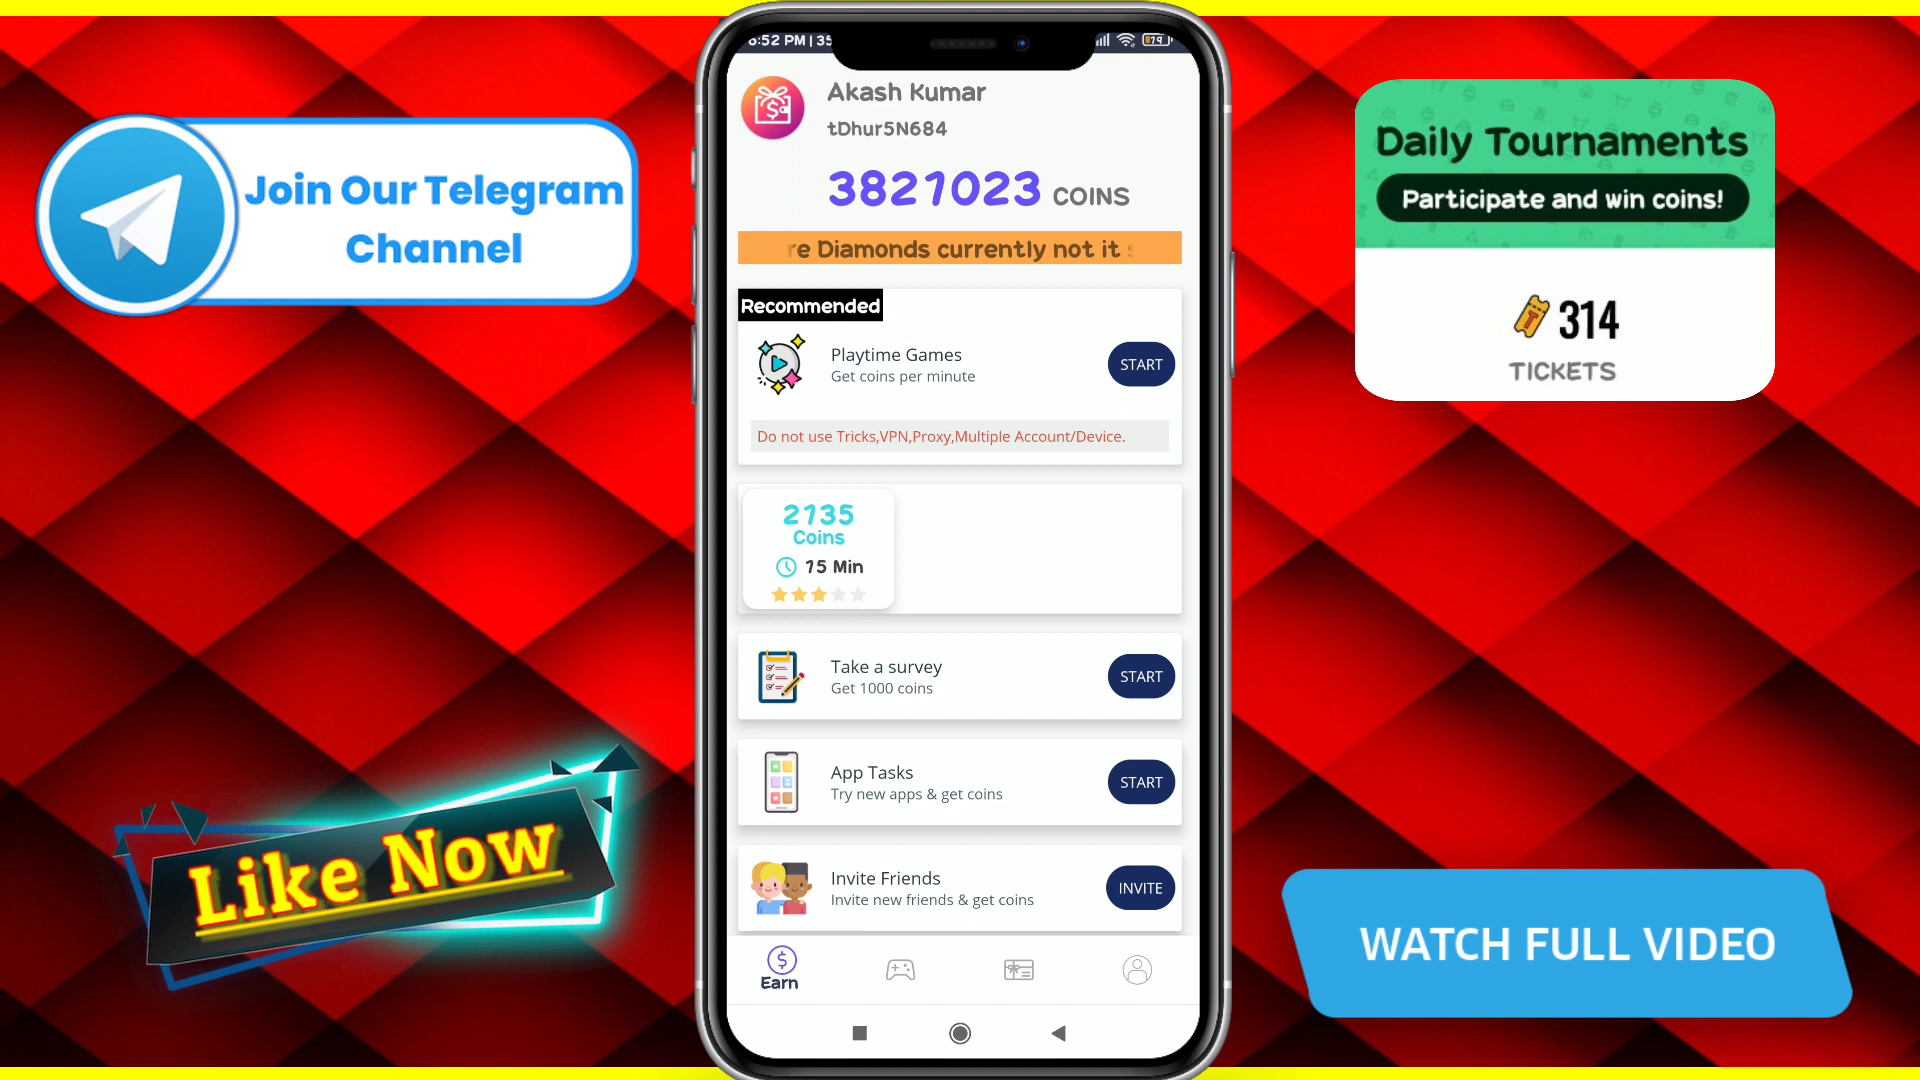 6:52 PM | 35
79
Akash Kumar
tDhur5N684
3821023 COINS
re Diamonds currently not it
Recommended
Playtime Games
Get coins per minute
START
Do not use Tricks,VPN,Proxy,Multiple Account/Device.
2135
Coins
15 Min
Take a survey
Get 1000 coins
START
App Tasks
Try new apps & get coins
START
Invite Friends
Invite new friends & get coins
INVITE
Earn
Join Our Telegram
Channel
Like Now
Daily Tournaments
Participate and win coins!
314
TICKETS
WATCH FULL VIDEO